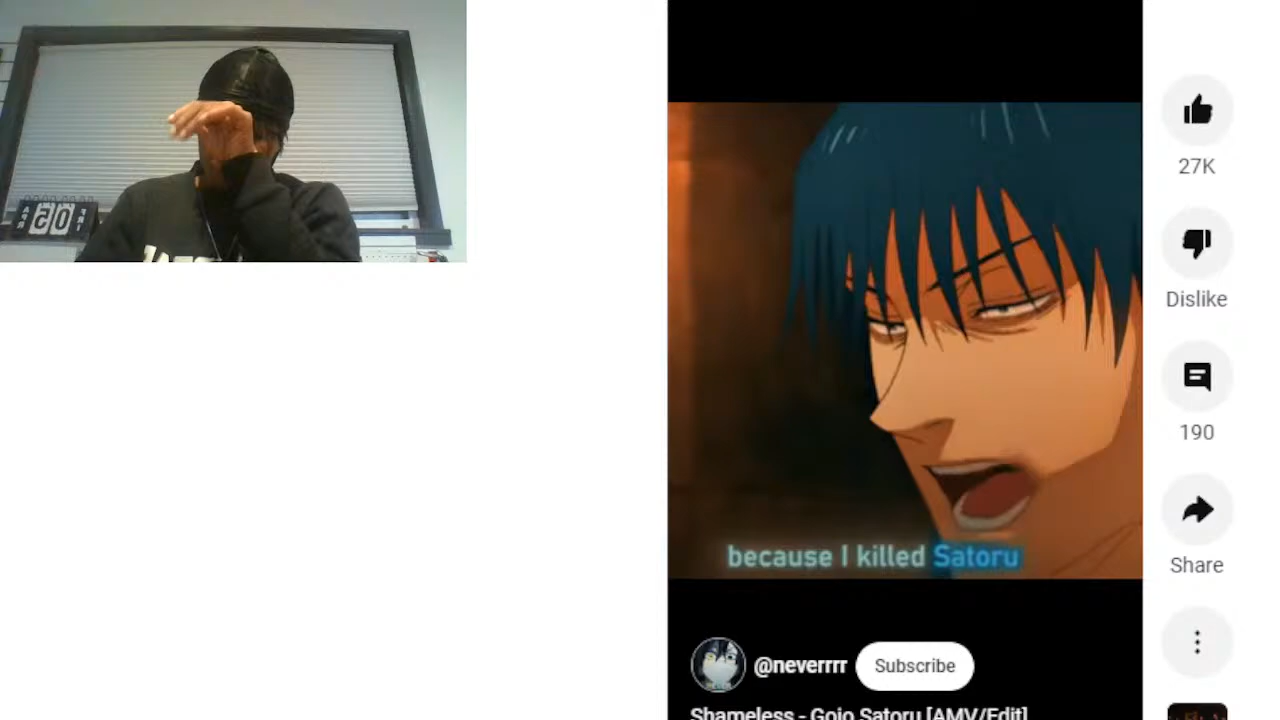 27K
Dislike
190
Share
because I killed Satoru
@neverrrr
Subscribe
Shameless - Gojo Satoru [AMV/Edit]